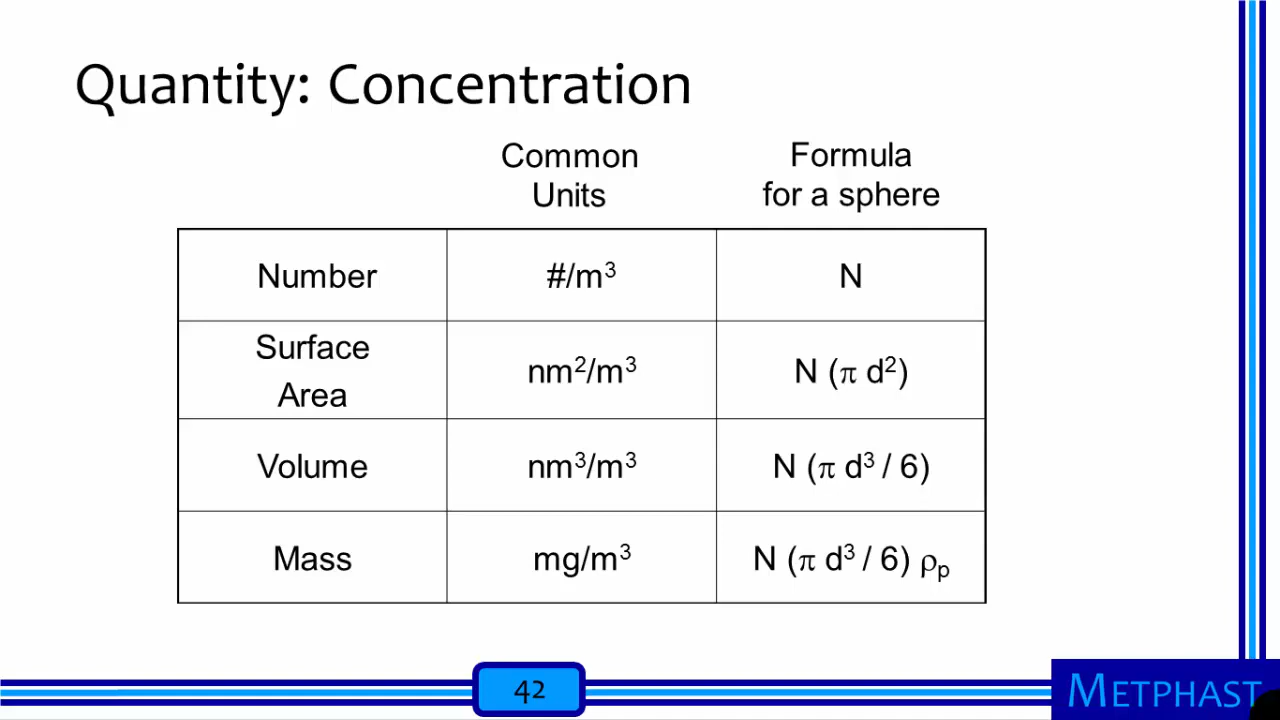 Quantity: Concentration
Common
Units
Formula
for a sphere
Number
#/m³
N
Surface
Area
nm²/m³
N (π d²)
Volume
nm³/m³
N (π d³ / 6)
Mass
mg/m³
N (π d³ / 6) ρₚ
42
METPHAST